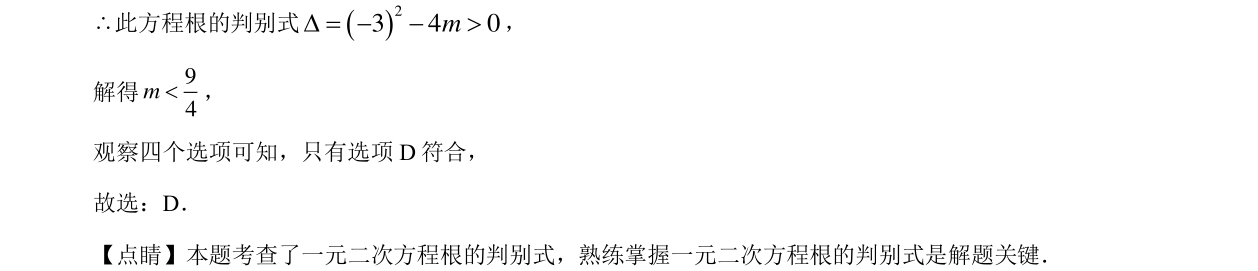 ∴此方程根的判别式 Δ=(−3)²−4m>0，
解得 m<9/4，
观察四个选项可知，只有选项 D 符合，
故选：D．
【点睛】本题考查了一元二次方程根的判别式，熟练掌握一元二次方程根的判别式是解题关键．